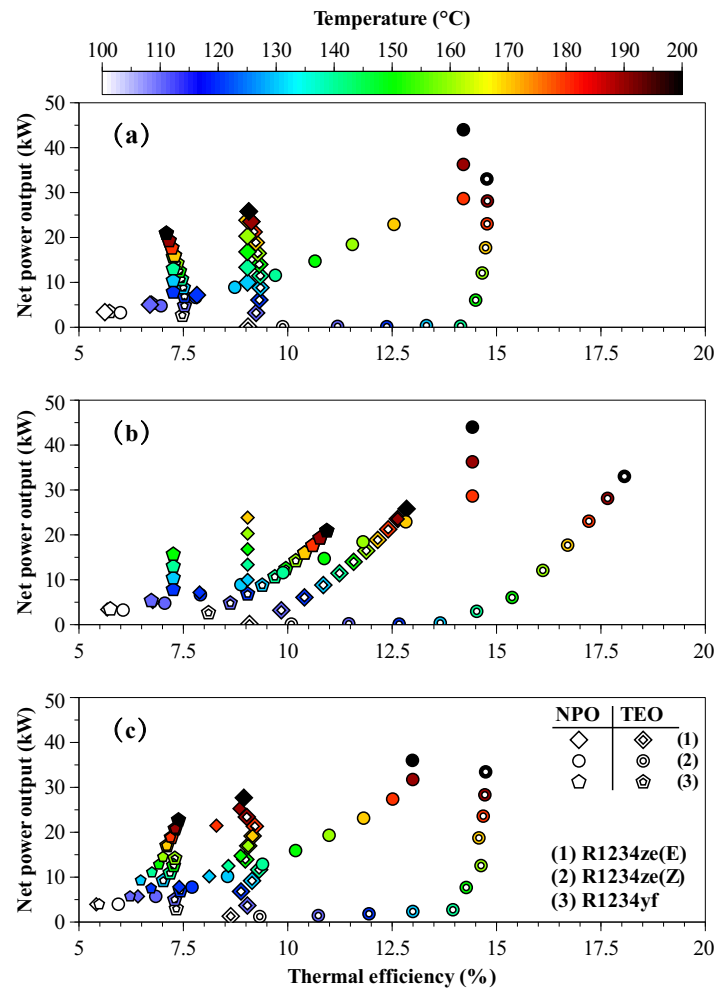 Temperature (°C)
100 110 120 130 140 150 160 170 180 190 200
Net power output (kW)
50
40
30
20
10
0
(a)
5 7.5 10 12.5 15 17.5 20
Net power output (kW)
50
40
30
20
10
0
(b)
5 7.5 10 12.5 15 17.5 20
Net power output (kW)
50
40
30
20
10
0
(c)
NPO TEO
(1)
(2)
(3)
(1) R1234ze(E)
(2) R1234ze(Z)
(3) R1234yf
5 7.5 10 12.5 15 17.5 20
Thermal efficiency (%)